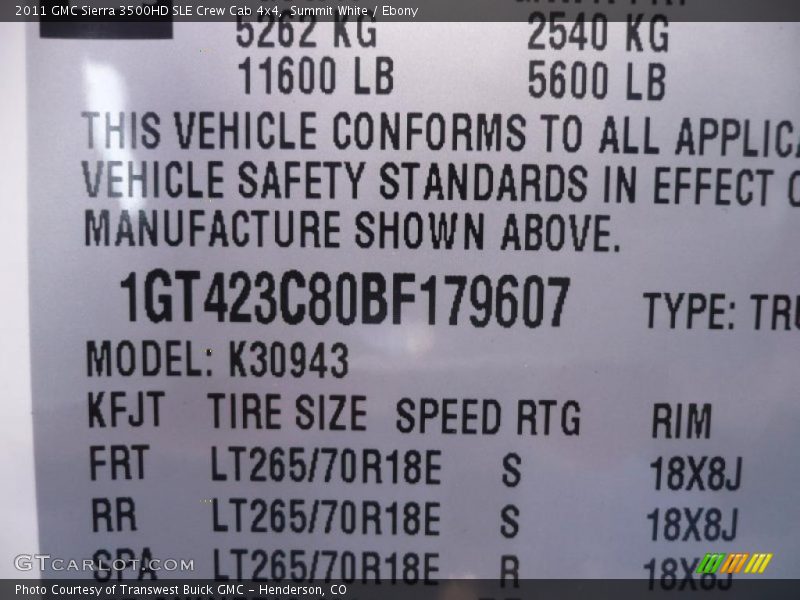 2011 GMC Sierra 3500HD SLE Crew Cab 4x4, Summit White / Ebony
5262 KG 2540 KG
11600 LB 5600 LB
THIS VEHICLE CONFORMS TO ALL APPLICA
VEHICLE SAFETY STANDARDS IN EFFECT O
MANUFACTURE SHOWN ABOVE.
1GT423C80BF179607 TYPE: TRU
MODEL: K30943
KFJT TIRE SIZE SPEED RTG RIM
FRT LT265/70R18E S 18X8J
RR LT265/70R18E S 18X8J
SPA LT265/70R18E R 18X8J
GTCARLOT.COM
Photo Courtesy of Transwest Buick GMC - Henderson, CO